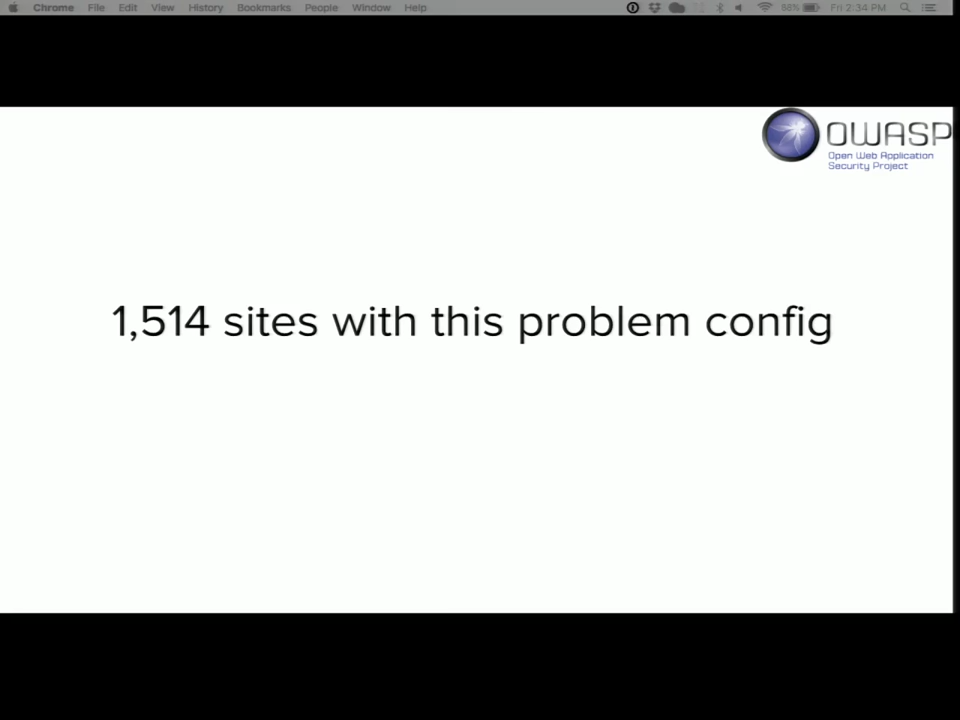 Chrome File Edit View History Bookmarks People Window Help Fri 2:34 PM
OWASP
Open Web Application
Security Project
1,514 sites with this problem config